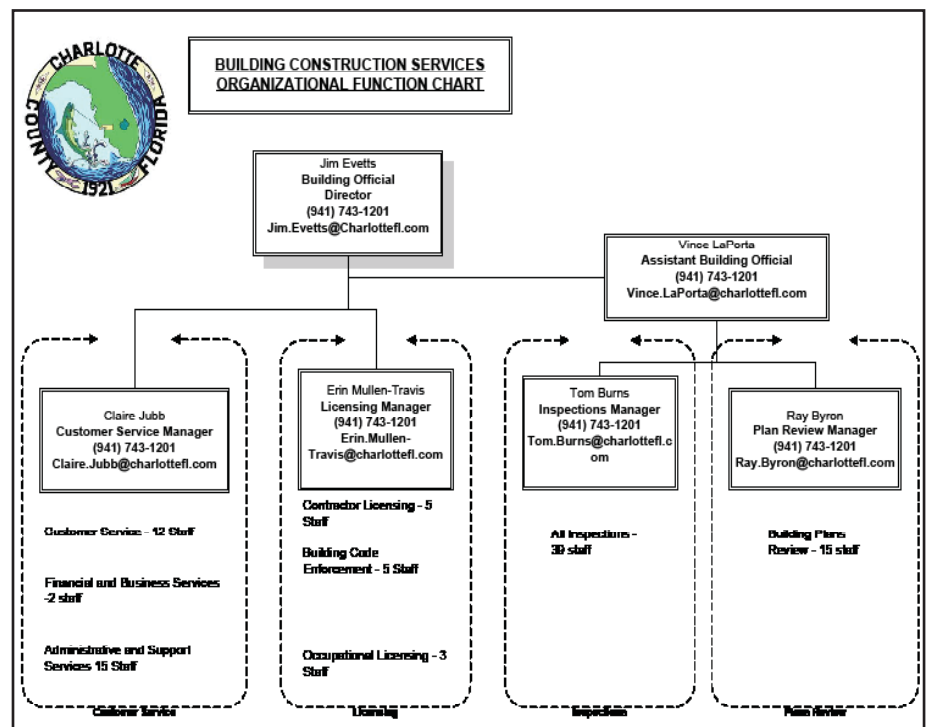 CHARLOTTE
COUNTY
FLORIDA
1921
BUILDING CONSTRUCTION SERVICES
ORGANIZATIONAL FUNCTION CHART
Jim Evetts
Building Official
Director
(941) 743-1201
Jim.Evetts@Charlottefl.com
Vince LaPorta
Assistant Building Official
(941) 743-1201
Vince.LaPorta@charlottefl.com
Claire Jubb
Customer Service Manager
(941) 743-1201
Claire.Jubb@charlottefl.com
Customer Service - 12 Staff
Financial and Business Services
-2 staff
Administrative and Support
Services 15 Staff
Customer Service
Erin Mullen-Travis
Licensing Manager
(941) 743-1201
Erin.Mullen-
Travis@charlottefl.com
Contractor Licensing - 5
Staff
Building Code
Enforcement - 5 Staff
Occupational Licensing - 3
Staff
Licensing
Tom Burns
Inspections Manager
(941) 743-1201
Tom.Burns@charlottefl.c
om
All Inspections -
staff
Inspections
Ray Byron
Plan Review Manager
(941) 743-1201
Ray.Byron@charlottefl.com
Building Plans
Review - 15 staff
Plans Review